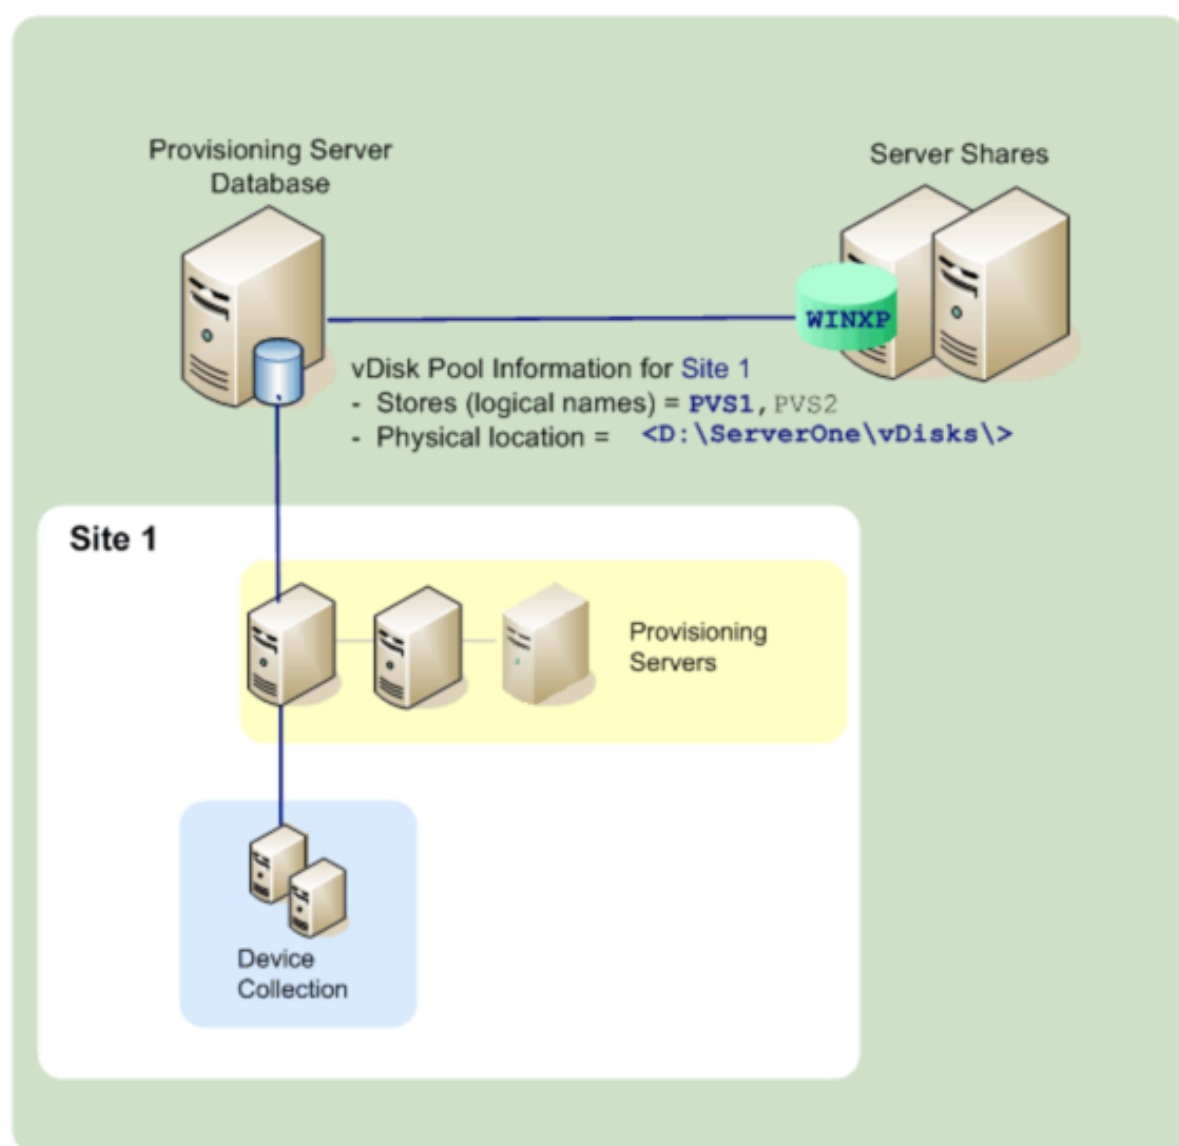 Provisioning Server
Database
Server Shares
WINXP
vDisk Pool Information for Site 1
- Stores (logical names) = PVS1, PVS2
- Physical location = <D:\ServerOne\vDisks\>
Site 1
Provisioning
Servers
Device
Collection